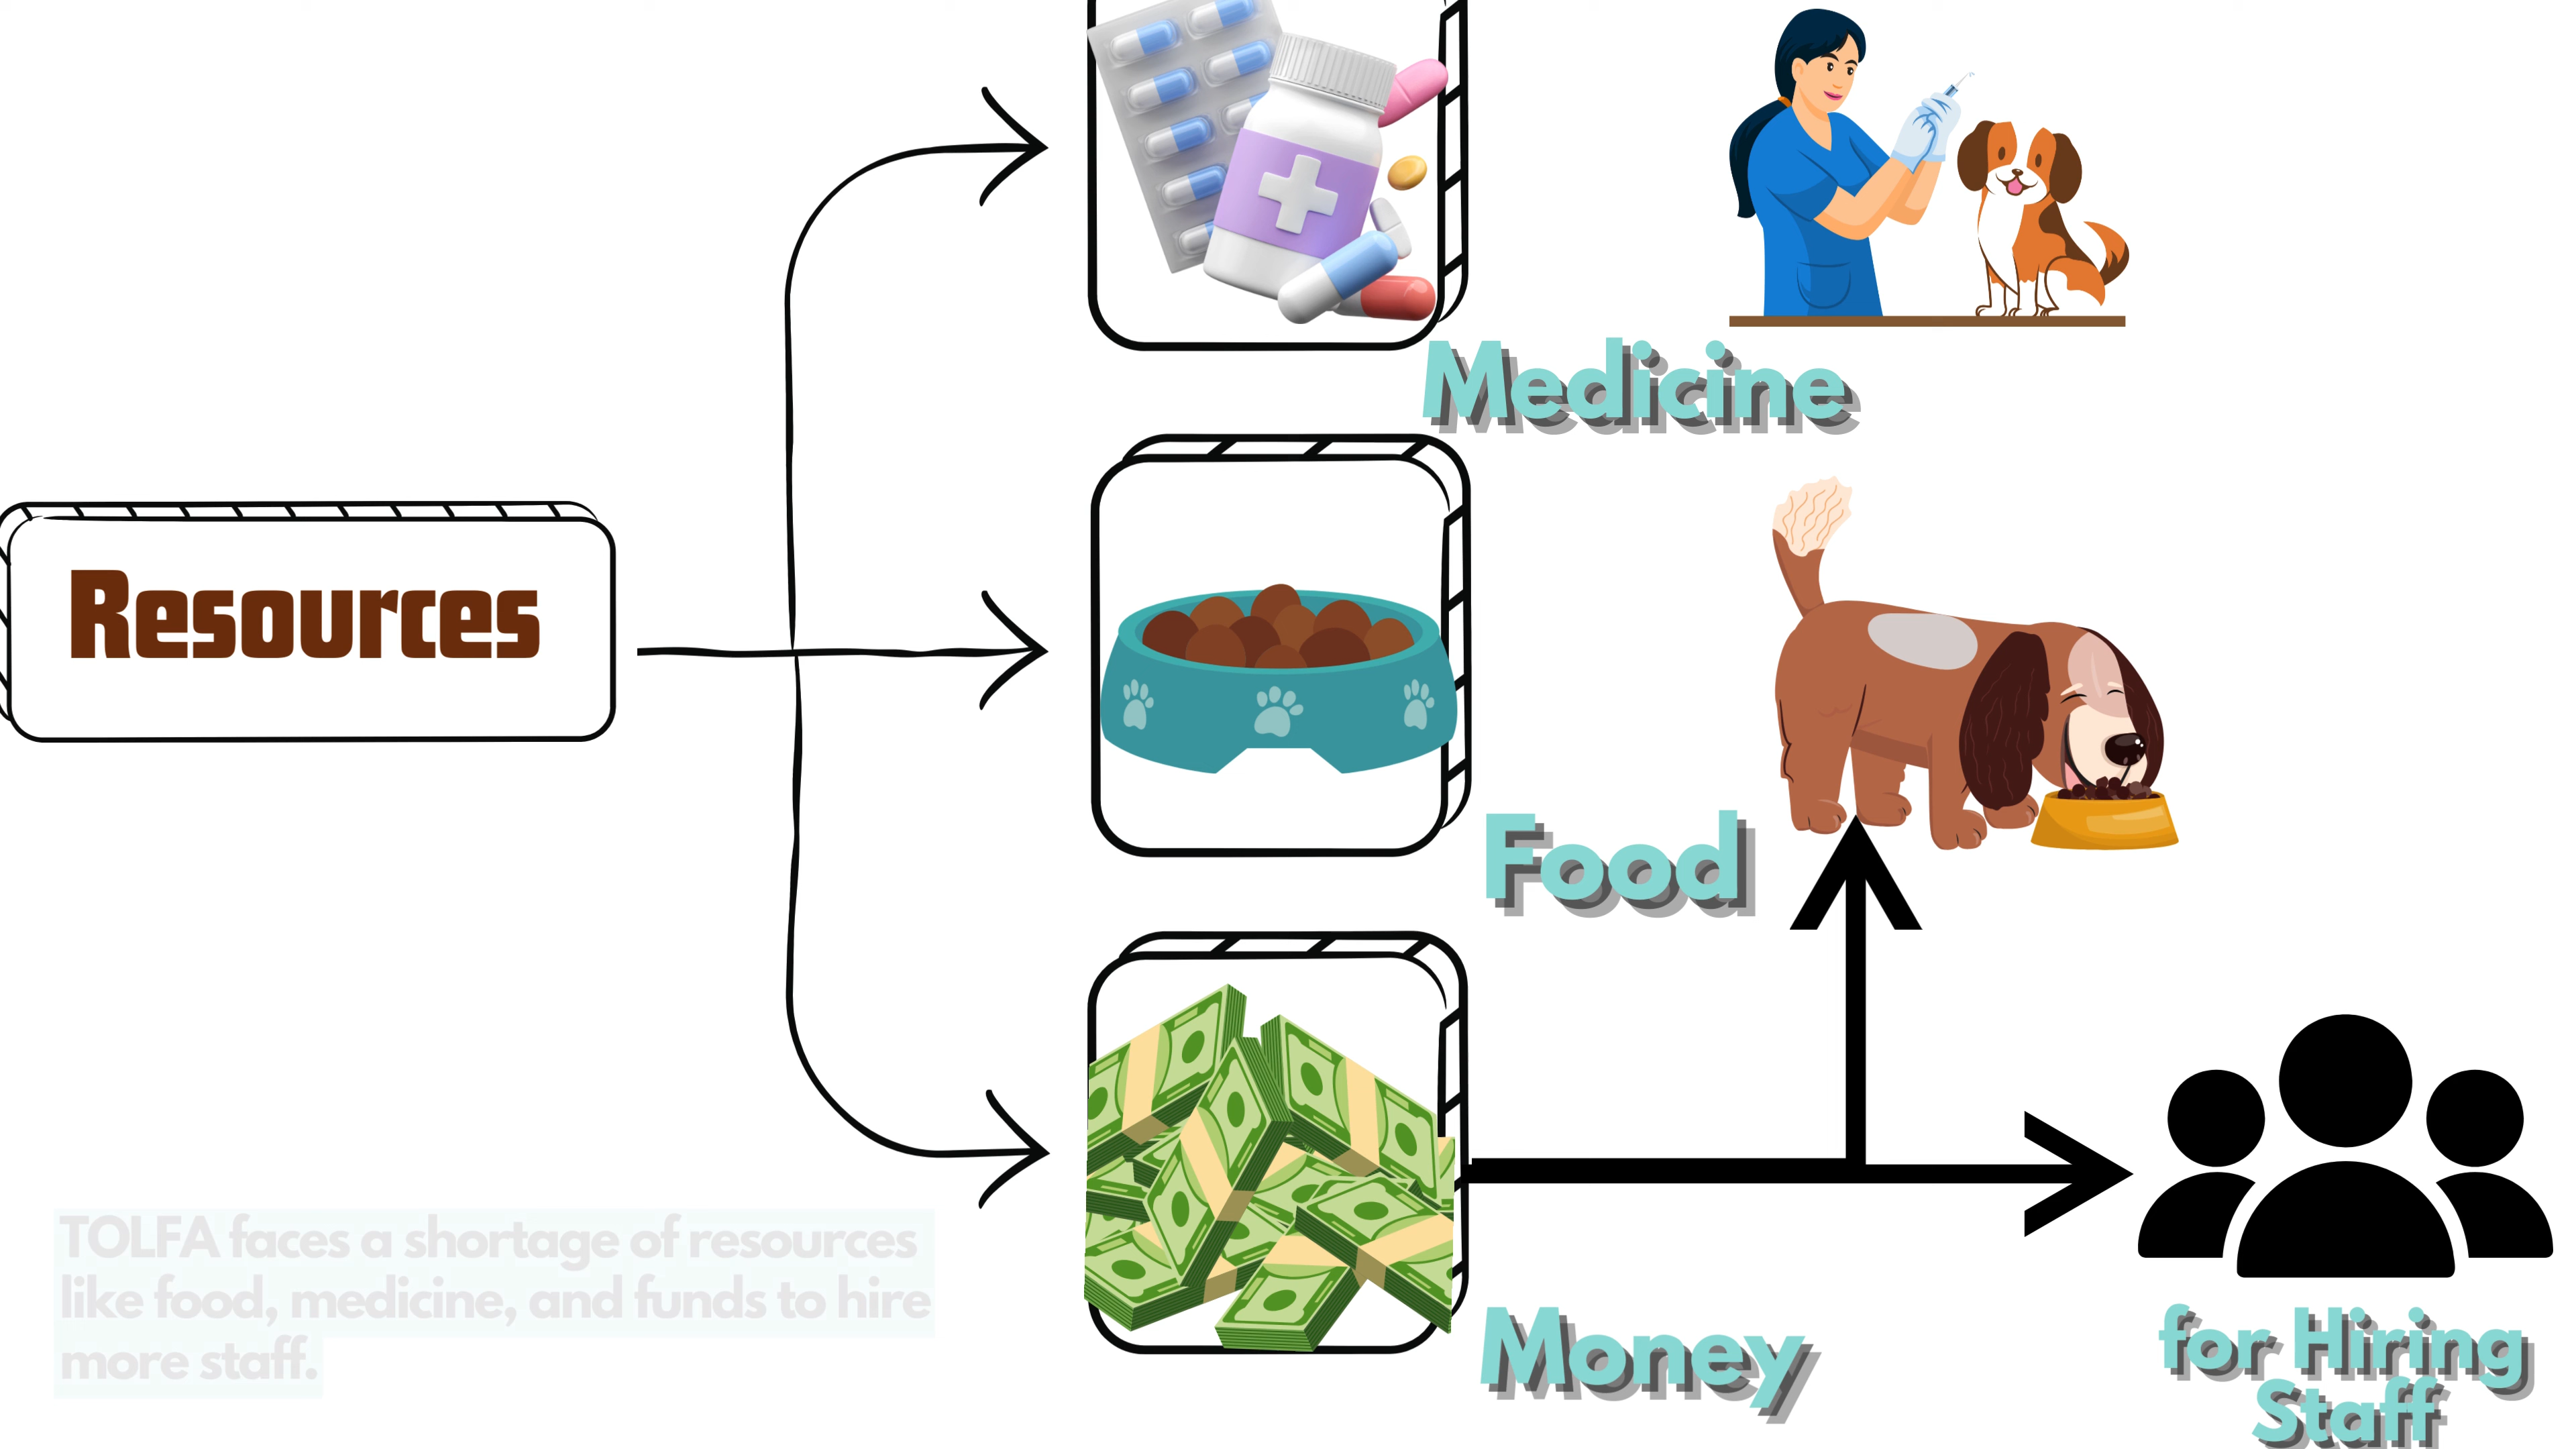 Medicine
Resources
Food
TOLFA faces a shortage of resources
like food, medicine, and funds to hire
more staff.
Money
for Hiring
Staff